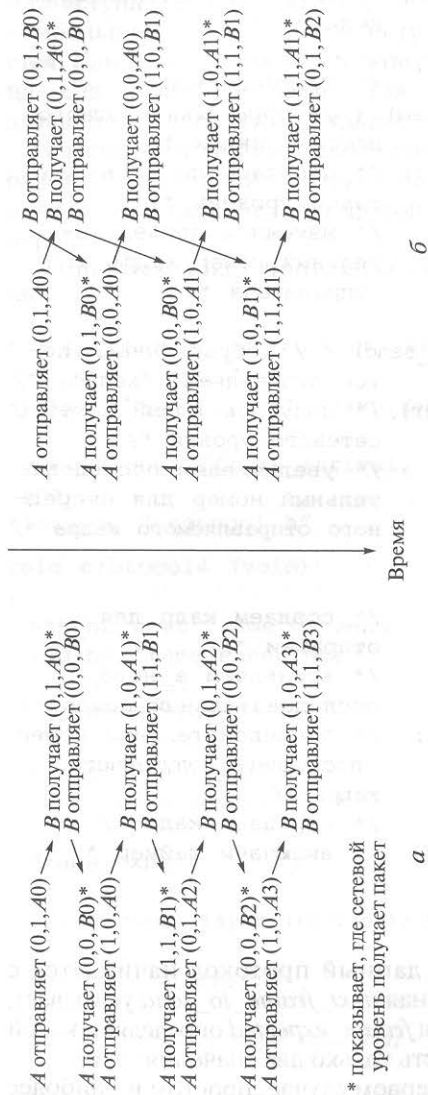 A отправляет (0, 1, A0)
B получает (0, 1, A0)*
B отправляет (0, 0, B0)
A получает (0, 0, B0)*
A отправляет (1, 0, A0)
B получает (1, 0, A1)*
B отправляет (1, 1, B1)
A получает (1, 1, B1)*
A отправляет (0, 1, A2)
B получает (0, 1, A2)*
B отправляет (0, 0, B2)
A получает (0, 0, B2)*
A отправляет (1, 0, A3)
B получает (1, 0, A3)*
B отправляет (1, 1, B3)
* показывает, где сетевой
уровень получает пакет
а
Время
B отправляет (0, 1, B0)
A отправляет (0, 1, A0)
B получает (0, 1, A0)*
B отправляет (0, 0, B0)
A получает (0, 1, B0)*
A отправляет (0, 0, A0)
B получает (0, 0, A0)
B отправляет (1, 0, B1)
A получает (0, 0, B0)*
A отправляет (1, 0, A1)
B получает (1, 0, A1)*
B отправляет (1, 1, B1)
A получает (1, 0, B1)*
A отправляет (1, 1, A1)
B получает (1, 1, A1)*
B отправляет (0, 1, B2)
б